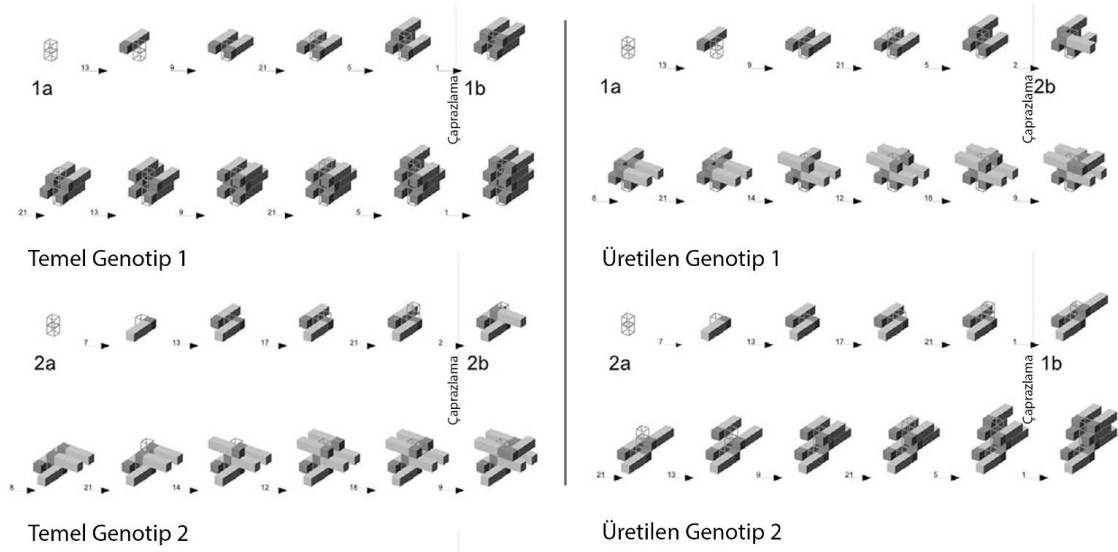 13 9 21 5 1
1a 1b
Çaprazlama
21 13 9 21 5 1
Temel Genotip 1
7 13 17 21 2
2a 2b
Çaprazlama
8 21 14 12 18 9
Temel Genotip 2
13 9 21 5 2
1a 2b
Çaprazlama
8 21 14 12 18 9
Üretilen Genotip 1
7 13 17 21 1
2a 1b
Çaprazlama
21 13 9 21 5 1
Üretilen Genotip 2